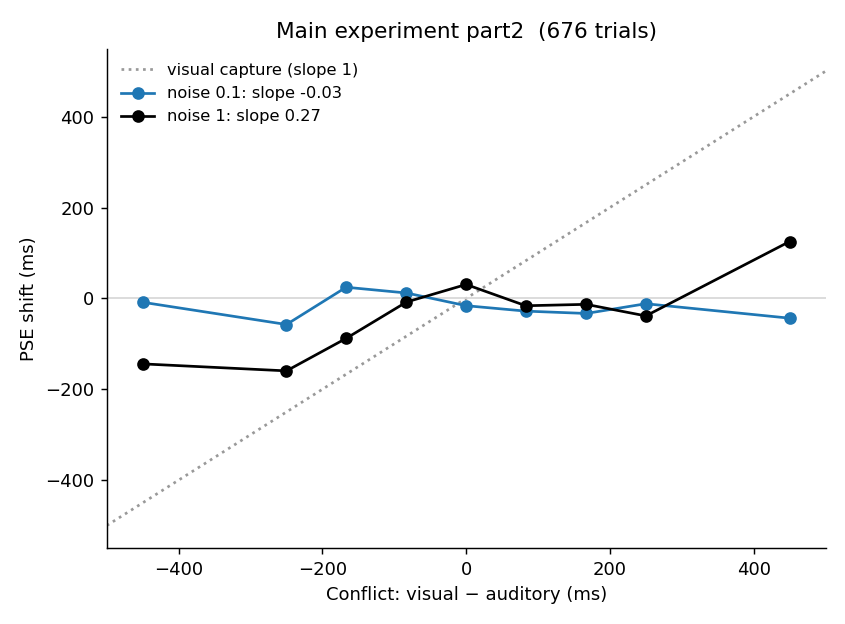 Main experiment part2  (676 trials)
visual capture (slope 1)
noise 0.1: slope -0.03
noise 1: slope 0.27
PSE shift (ms)
400
200
0
−200
−400
−400
−200
0
200
400
Conflict: visual − auditory (ms)